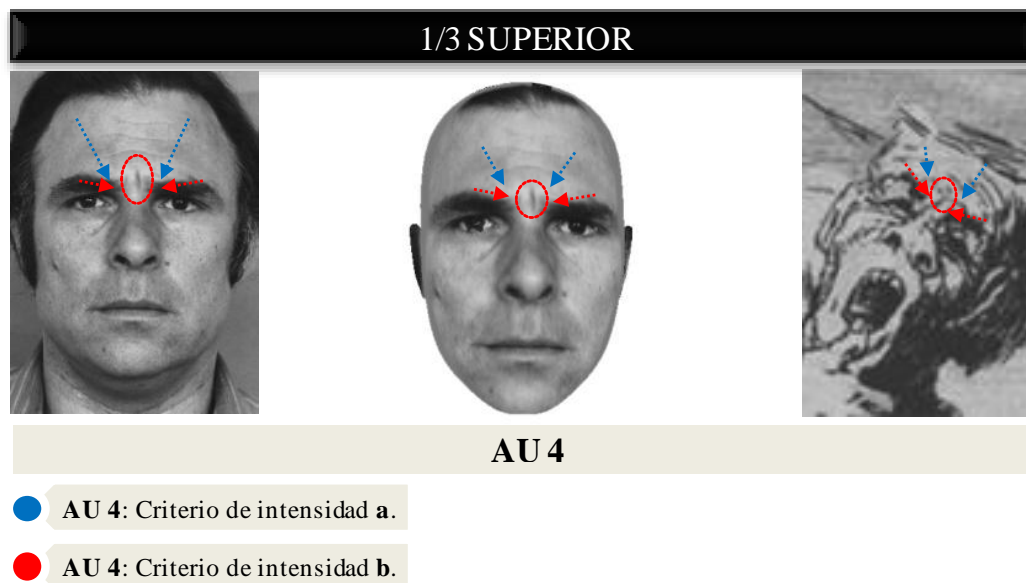 1/3 SUPERIOR
AU 4
AU 4: Criterio de intensidad a.
AU 4: Criterio de intensidad b.